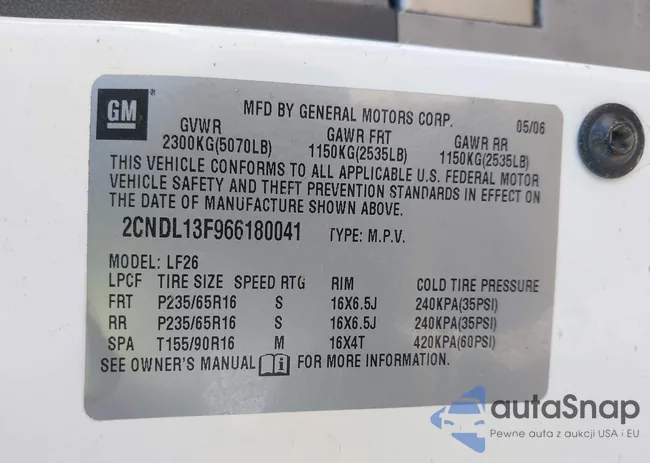 GM
MFD BY GENERAL MOTORS CORP. 05/06
GVWR GAWR FRT GAWR RR
2300KG(5070LB) 1150KG(2535LB) 1150KG(2535LB)
THIS VEHICLE CONFORMS TO ALL APPLICABLE U.S. FEDERAL MOTOR
VEHICLE SAFETY AND THEFT PREVENTION STANDARDS IN EFFECT ON
THE DATE OF MANUFACTURE SHOWN ABOVE.
2CNDL13F966180041 TYPE: M.P.V.
MODEL: LF26
LPCF TIRE SIZE SPEED RTG RIM COLD TIRE PRESSURE
FRT P235/65R16 S 16X6.5J 240KPA(35PSI)
RR P235/65R16 S 16X6.5J 240KPA(35PSI)
SPA T155/90R16 M 16X4T 420KPA(60PSI)
SEE OWNER'S MANUAL i FOR MORE INFORMATION.
autaSnap
Pewne auta z aukcji USA i EU